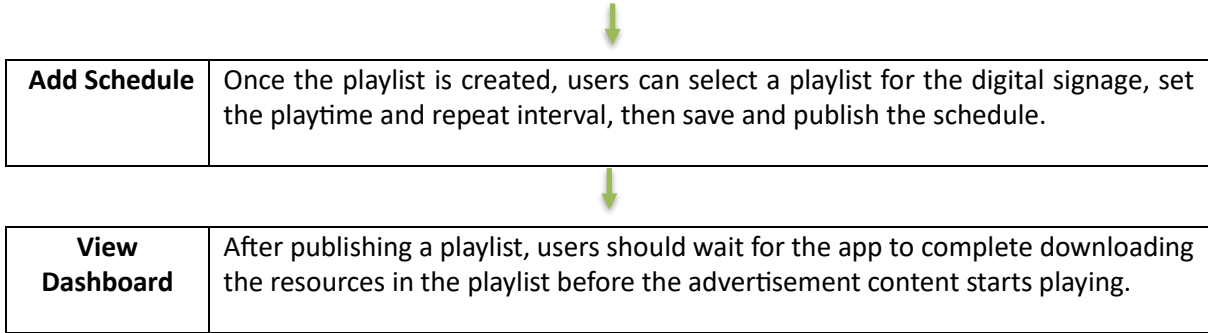 Add Schedule
Once the playlist is created, users can select a playlist for the digital signage, set
the playtime and repeat interval, then save and publish the schedule.
View
Dashboard
After publishing a playlist, users should wait for the app to complete downloading
the resources in the playlist before the advertisement content starts playing.